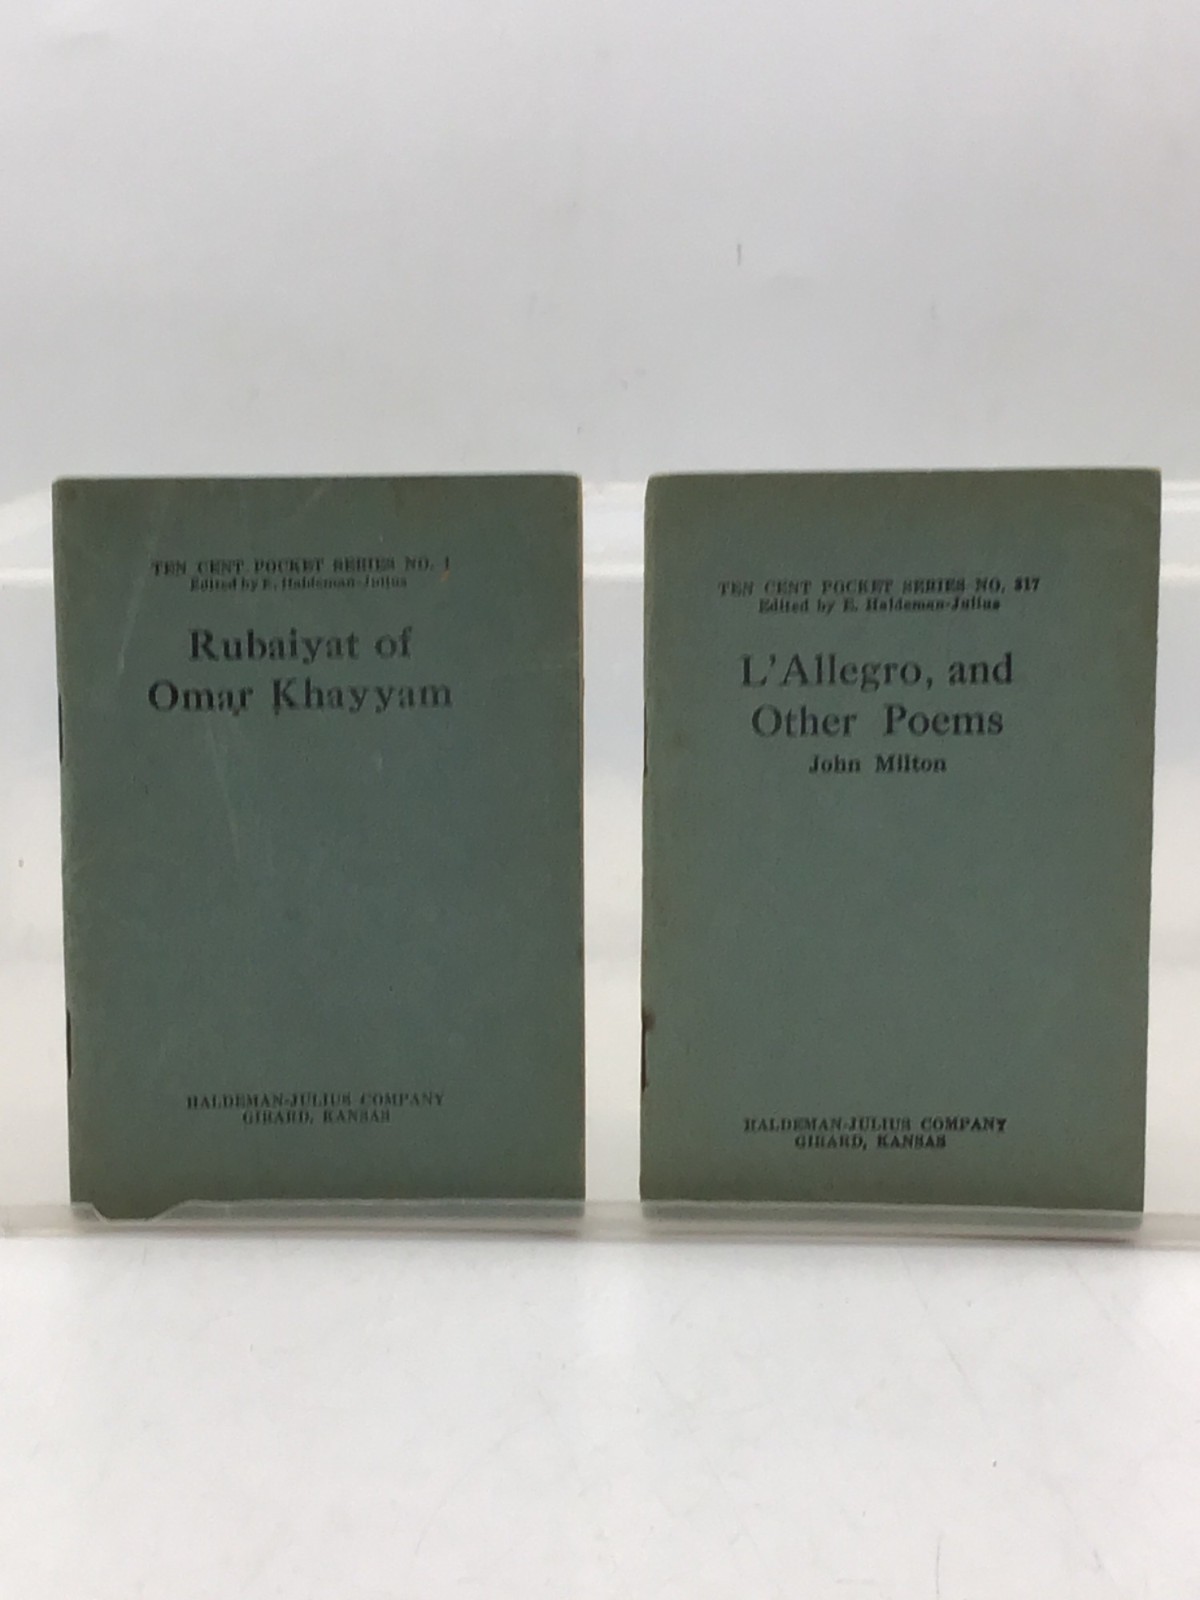 TEN CENT POCKET SERIES NO. 1
Edited by E. Haldeman-Julius
Rubaiyat of
Omar Khayyam
HALDEMAN-JULIUS COMPANY
GIRARD, KANSAS
TEN CENT POCKET SERIES NO. 317
Edited by E. Haldeman-Julius
L'Allegro, and
Other Poems
John Milton
HALDEMAN-JULIUS COMPANY
GIRARD, KANSAS